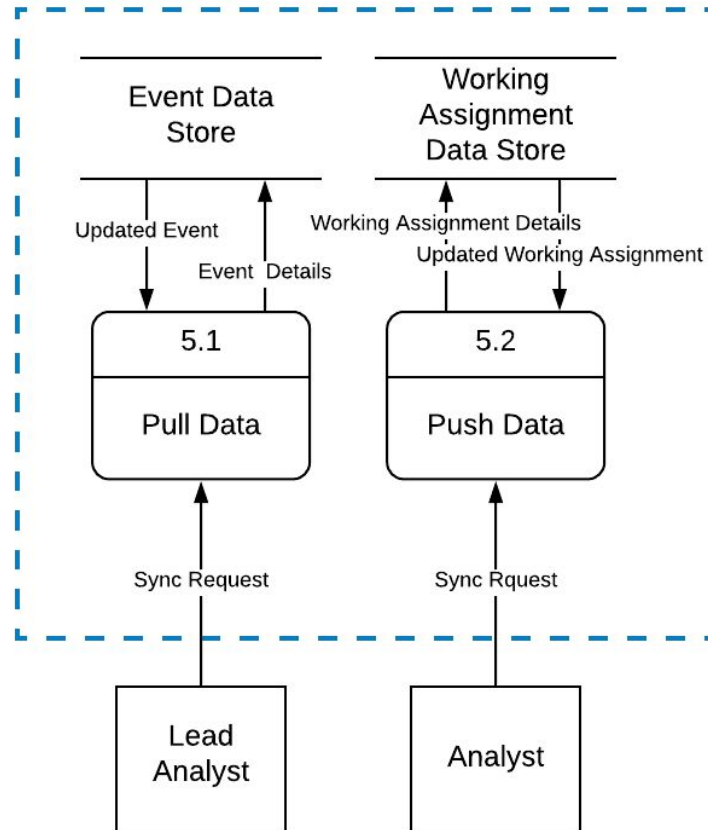 Event Data
Store
Working
Assignment
Data Store
Updated Event
Event Details
Working Assignment Details
Updated Working Assignment
5.1
Pull Data
5.2
Push Data
Sync Request
Sync Rquest
Lead
Analyst
Analyst